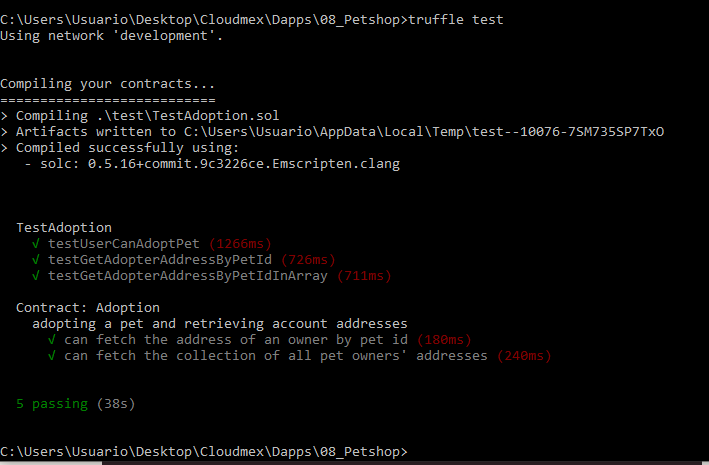 C:\Users\Usuario\Desktop\Cloudmex\Dapps\08_Petshop>truffle test
Using network 'development'.
Compiling your contracts...
===========================
> Compiling .\test\TestAdoption.sol
> Artifacts written to C:\Users\Usuario\AppData\Local\Temp\test--10076-7SM735SP7TxO
> Compiled successfully using:
- solc: 0.5.16+commit.9c3226ce.Emscripten.clang
TestAdoption
√ testUserCanAdoptPet (1266ms)
√ testGetAdopterAddressByPetId (726ms)
√ testGetAdopterAddressByPetIdInArray (711ms)
Contract: Adoption
adopting a pet and retrieving account addresses
√ can fetch the address of an owner by pet id (180ms)
√ can fetch the collection of all pet owners' addresses (240ms)
5 passing (38s)
C:\Users\Usuario\Desktop\Cloudmex\Dapps\08_Petshop>